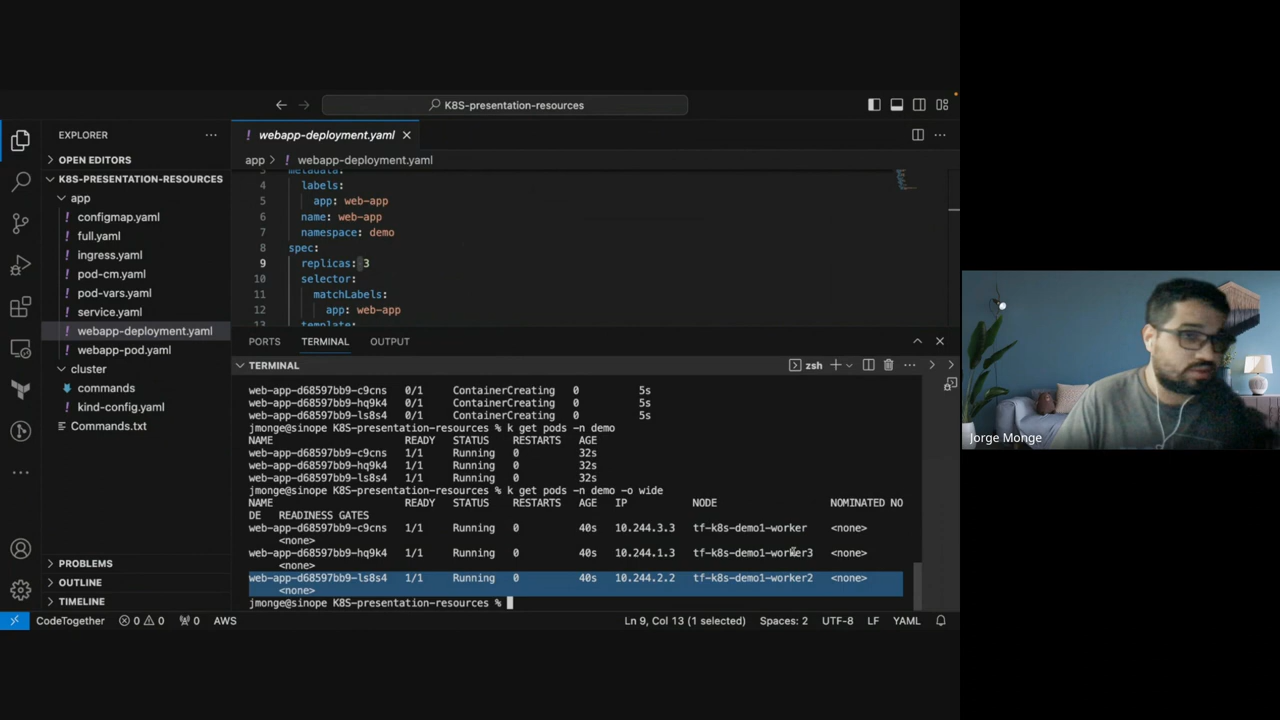 K8S-presentation-resources
EXPLORER
webapp-deployment.yaml
OPEN EDITORS
app > webapp-deployment.yaml
K8S-PRESENTATION-RESOURCES
app
configmap.yaml
full.yaml
ingress.yaml
pod-cm.yaml
pod-vars.yaml
service.yaml
webapp-deployment.yaml
webapp-pod.yaml
cluster
commands
kind-config.yaml
Commands.txt
PROBLEMS
OUTLINE
TIMELINE
3 metadata:
4 labels:
5 app: web-app
6 name: web-app
7 namespace: demo
8 spec:
9 replicas: 3
10 selector:
11 matchLabels:
12 app: web-app
13 template:
PORTS TERMINAL OUTPUT
TERMINAL
zsh
web-app-d68597bb9-c9cns 0/1 ContainerCreating 0 5s
web-app-d68597bb9-hq9k4 0/1 ContainerCreating 0 5s
web-app-d68597bb9-ls8s4 0/1 ContainerCreating 0 5s
jmonge@sinope K8S-presentation-resources % k get pods -n demo
NAME READY STATUS RESTARTS AGE
web-app-d68597bb9-c9cns 1/1 Running 0 32s
web-app-d68597bb9-hq9k4 1/1 Running 0 32s
web-app-d68597bb9-ls8s4 1/1 Running 0 32s
jmonge@sinope K8S-presentation-resources % k get pods -n demo -o wide
NAME READY STATUS RESTARTS AGE IP NODE NOMINATED NO
DE READINESS GATES
web-app-d68597bb9-c9cns 1/1 Running 0 40s 10.244.3.3 tf-k8s-demo1-worker <none>
<none>
web-app-d68597bb9-hq9k4 1/1 Running 0 40s 10.244.1.3 tf-k8s-demo1-worker3 <none>
<none>
web-app-d68597bb9-ls8s4 1/1 Running 0 40s 10.244.2.2 tf-k8s-demo1-worker2 <none>
<none>
jmonge@sinope K8S-presentation-resources %
CodeTogether 0 0 0 AWS
Ln 9, Col 13 (1 selected) Spaces: 2 UTF-8 LF YAML
Jorge Monge